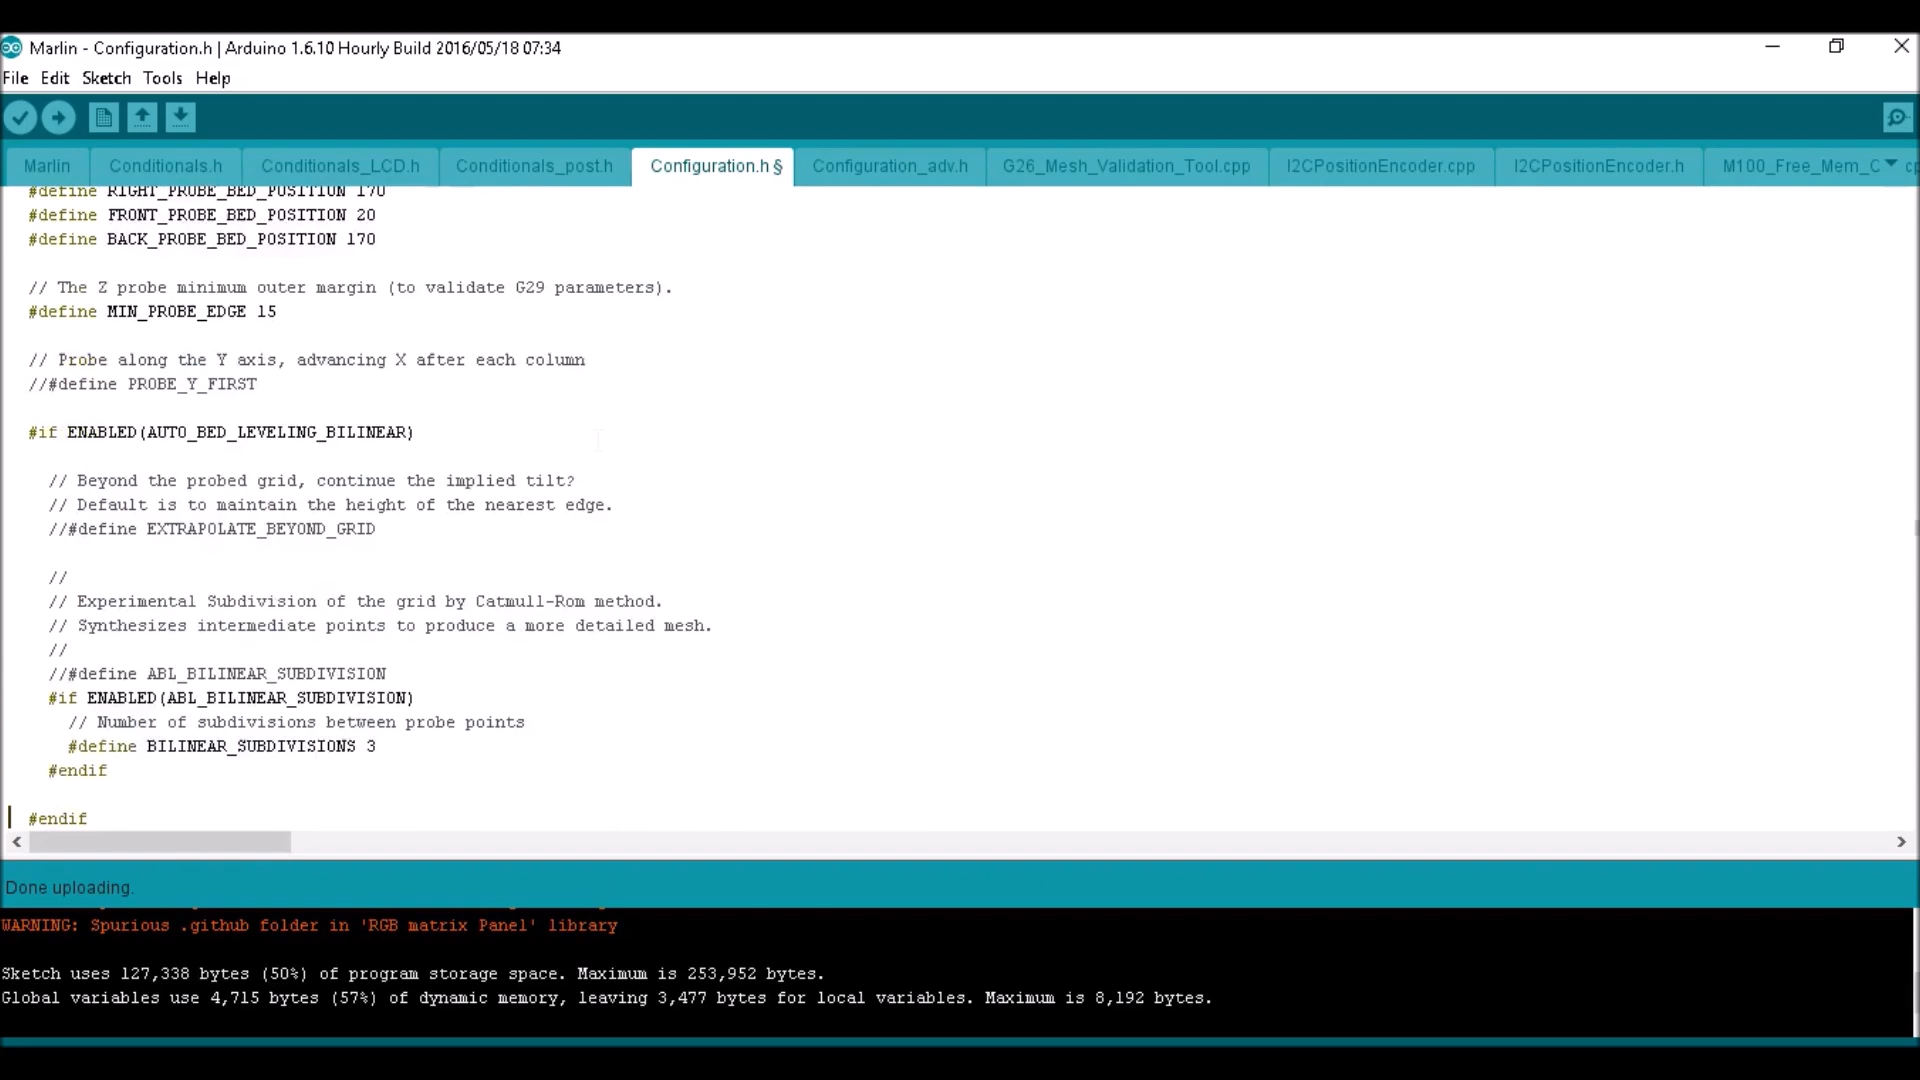 Marlin - Configuration.h | Arduino 1.6.10 Hourly Build 2016/05/18 07:34
File Edit Sketch Tools Help
Marlin Conditionals.h Conditionals_LCD.h Conditionals_post.h Configuration.h § Configuration_adv.h G26_Mesh_Validation_Tool.cpp I2CPositionEncoder.cpp I2CPositionEncoder.h M100_Free_Mem_C cp
#define RIGHT_PROBE_BED_POSITION 170
#define FRONT_PROBE_BED_POSITION 20
#define BACK_PROBE_BED_POSITION 170
// The Z probe minimum outer margin (to validate G29 parameters).
#define MIN_PROBE_EDGE 15
// Probe along the Y axis, advancing X after each column
//#define PROBE_Y_FIRST
#if ENABLED(AUTO_BED_LEVELING_BILINEAR)
// Beyond the probed grid, continue the implied tilt?
// Default is to maintain the height of the nearest edge.
//#define EXTRAPOLATE_BEYOND_GRID
//
// Experimental Subdivision of the grid by Catmull-Rom method.
// Synthesizes intermediate points to produce a more detailed mesh.
//
//#define ABL_BILINEAR_SUBDIVISION
#if ENABLED(ABL_BILINEAR_SUBDIVISION)
// Number of subdivisions between probe points
#define BILINEAR_SUBDIVISIONS 3
#endif
#endif
Done uploading.
WARNING: Spurious .github folder in 'RGB matrix Panel' library
Sketch uses 127,338 bytes (50%) of program storage space. Maximum is 253,952 bytes.
Global variables use 4,715 bytes (57%) of dynamic memory, leaving 3,477 bytes for local variables. Maximum is 8,192 bytes.